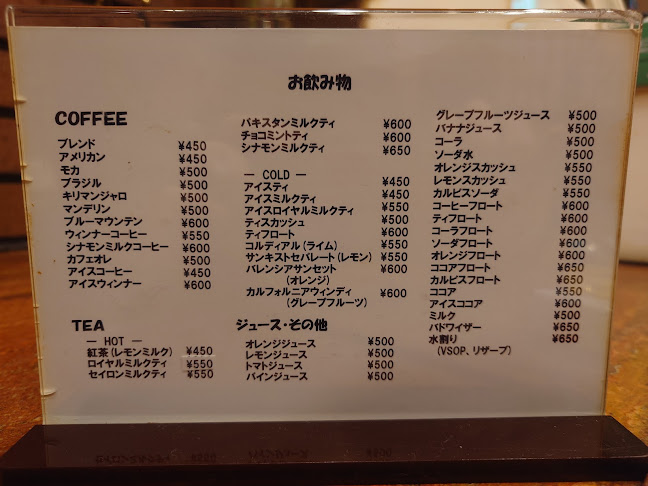 お飲み物
COFFEE
ブレンド ¥450
アメリカン ¥450
モカ ¥500
ブラジル ¥500
キリマンジャロ ¥500
マンデリン ¥500
ブルーマウンテン ¥600
ウィンナーコーヒー ¥550
シナモンミルクコーヒー ¥600
カフェオレ ¥500
アイスコーヒー ¥450
アイスウィンナー ¥600
TEA
― HOT ―
紅茶(レモンミルク) ¥450
ロイヤルミルクティ ¥550
セイロンミルクティ ¥550
パキスタンミルクティ ¥600
チョコミントティ ¥600
シナモンミルクティ ¥650
― COLD ―
アイスティ ¥450
アイスミルクティ ¥450
アイスロイヤルミルクティ ¥550
ティスカッシュ ¥500
ティフロート ¥600
コルディアル(ライム) ¥550
サンキストセパレート(レモン) ¥550
バレンシアサンセット ¥600
(オレンジ)
カルフォルニアウィンディ ¥600
(グレープフルーツ)
ジュース・その他
オレンジジュース ¥500
レモンジュース ¥500
トマトジュース ¥500
パインジュース ¥500
グレープフルーツジュース ¥500
バナナジュース ¥500
コーラ ¥500
ソーダ水 ¥500
オレンジスカッシュ ¥550
レモンスカッシュ ¥550
カルピスソーダ ¥550
コーヒーフロート ¥600
ティフロート ¥600
コーラフロート ¥600
ソーダフロート ¥600
オレンジフロート ¥600
ココアフロート ¥650
カルピスフロート ¥650
ココア ¥550
アイスココア ¥600
ミルク ¥500
バドワイザー ¥650
水割り ¥650
(VSOP、リザーブ)